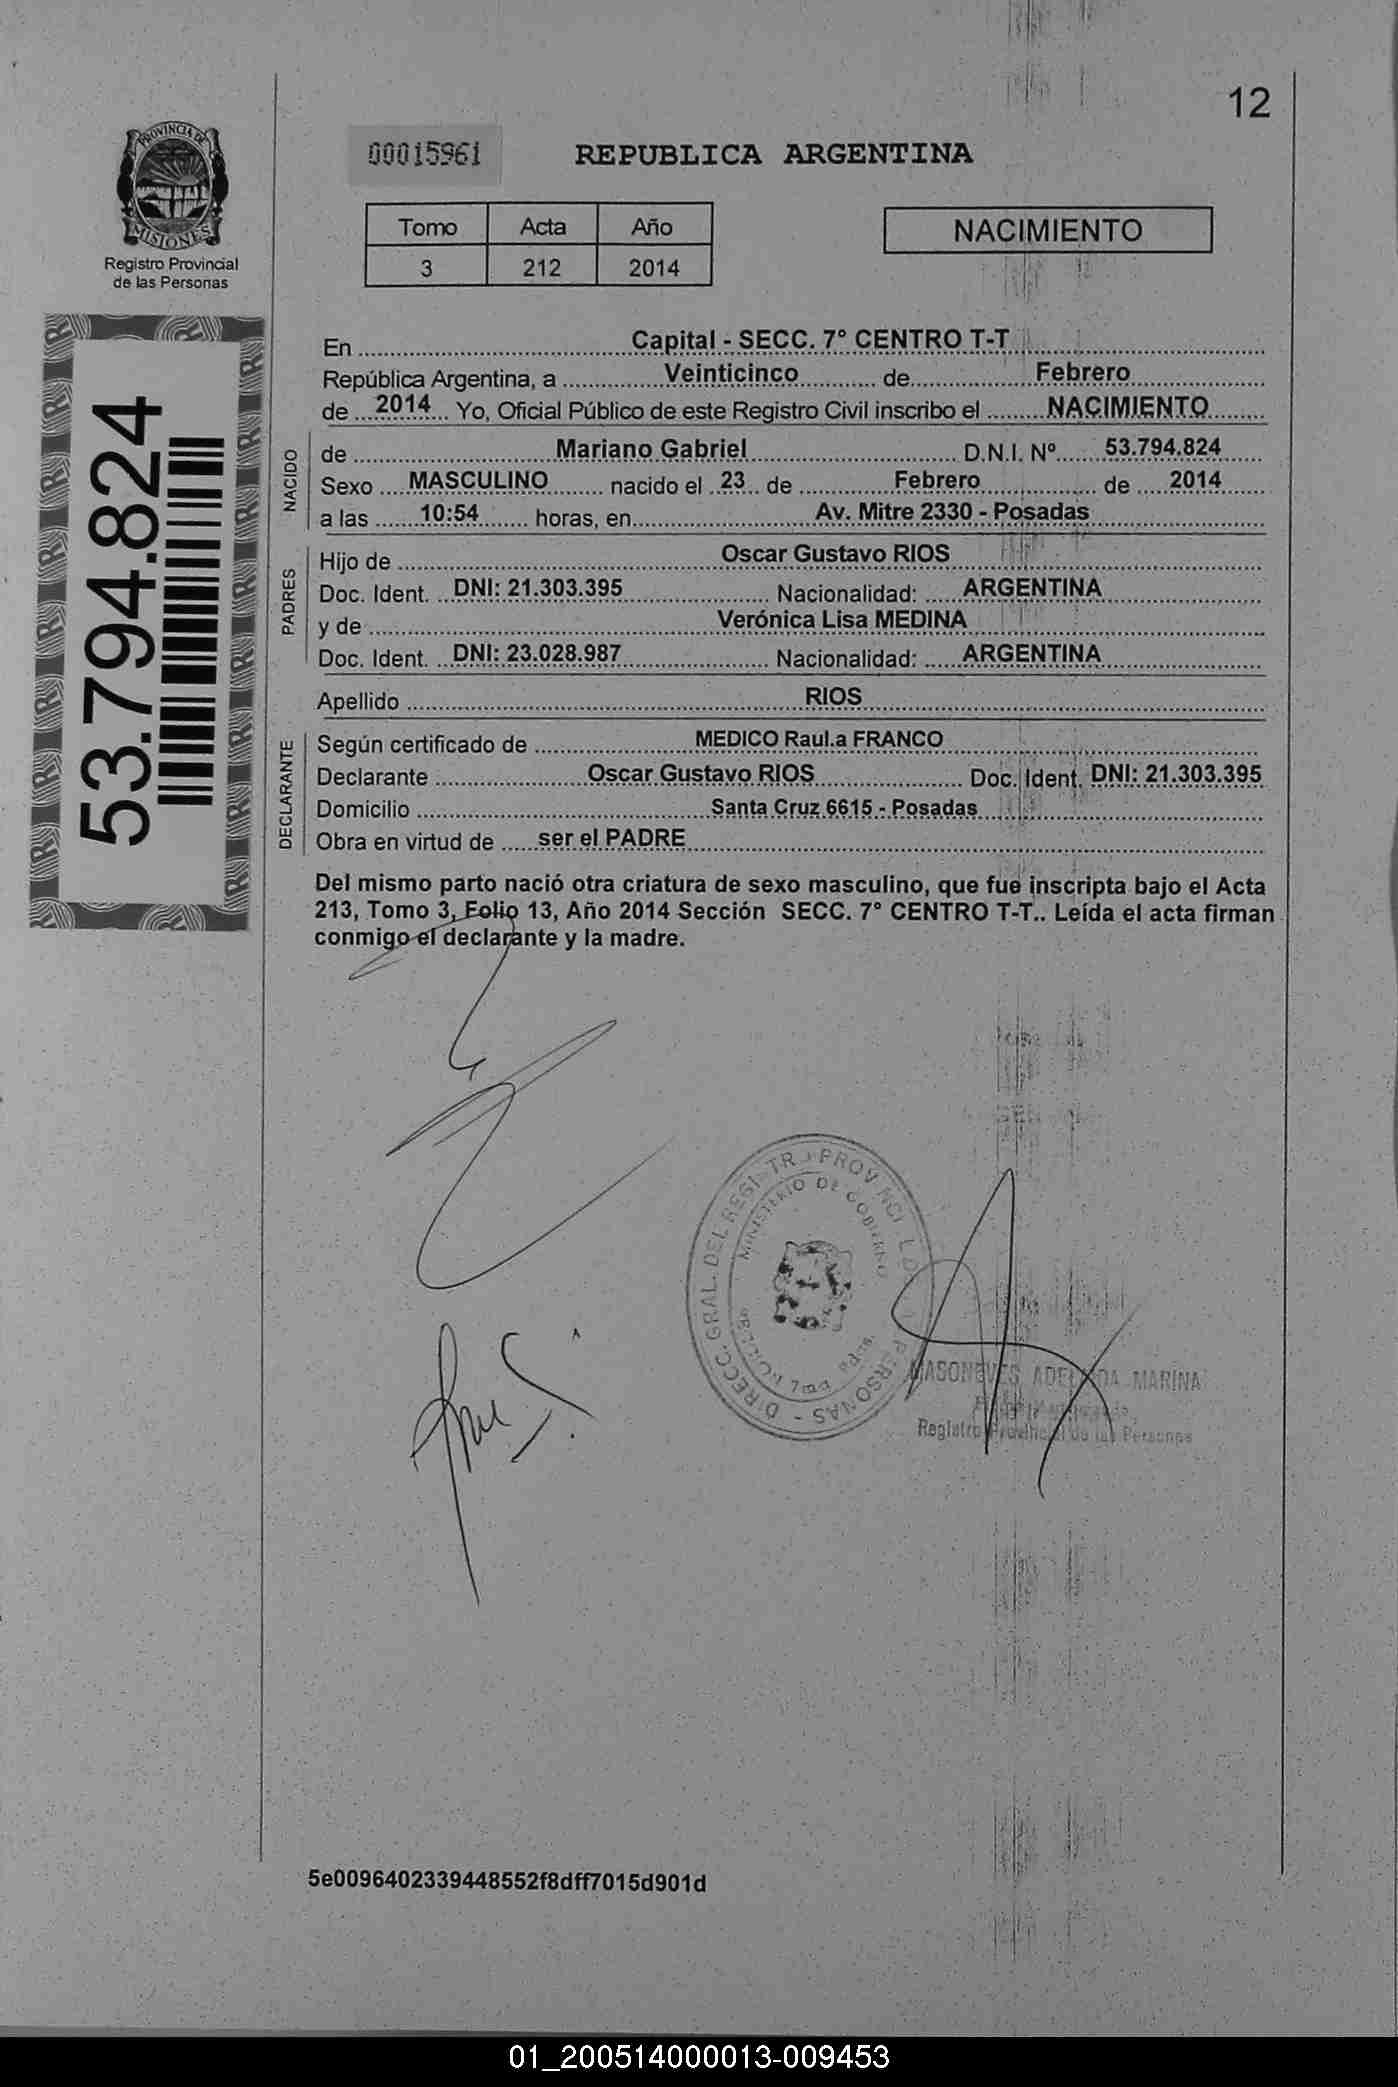 12
PROVINCIA DE
MISIONES
Registro Provincial
de las Personas
00015961
REPUBLICA ARGENTINA
Tomo Acta Año
3 212 2014
NACIMIENTO
53.794.824
En Capital - SECC. 7° CENTRO T-T
República Argentina, a Veinticinco de Febrero
de 2014 Yo, Oficial Público de este Registro Civil inscribo el NACIMIENTO
NACIDO
de Mariano Gabriel D.N.I. Nº 53.794.824
Sexo MASCULINO nacido el 23 de Febrero de 2014
a las 10:54 horas, en Av. Mitre 2330 - Posadas
PADRES
Hijo de Oscar Gustavo RIOS
Doc. Ident. DNI: 21.303.395 Nacionalidad: ARGENTINA
y de Verónica Lisa MEDINA
Doc. Ident. DNI: 23.028.987 Nacionalidad: ARGENTINA
Apellido RIOS
DECLARANTE
Según certificado de MEDICO Raul.a FRANCO
Declarante Oscar Gustavo RIOS Doc. Ident. DNI: 21.303.395
Domicilio Santa Cruz 6615 - Posadas
Obra en virtud de ser el PADRE
Del mismo parto nació otra criatura de sexo masculino, que fue inscripta bajo el Acta
213, Tomo 3, Folio 13, Año 2014 Sección SECC. 7° CENTRO T-T.. Leída el acta firman
conmigo el declarante y la madre.
DIRECC. GRAL. DEL REGISTRO PROVINCIAL DE PERSONAS
MINISTERIO DE GOBIERNO
MARINA
Registro Provincial de las Personas
5e0096402339448552f8dff7015d901d
01_200514000013-009453